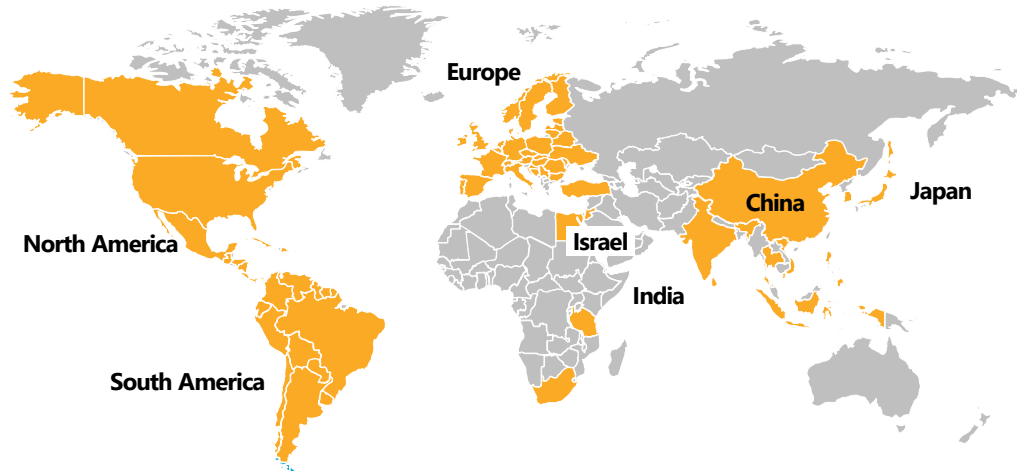 Europe
Japan
China
North America
Israel
India
South America